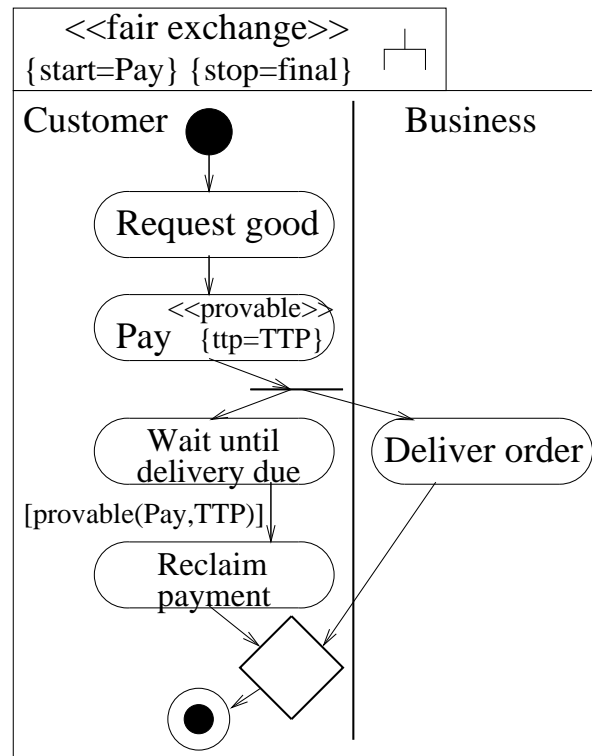 <<fair exchange>>
{start=Pay} {stop=final}
Customer
Business
Request good
<<provable>>
Pay {ttp=TTP}
Wait until
delivery due
Deliver order
[provable(Pay,TTP)]
Reclaim
payment